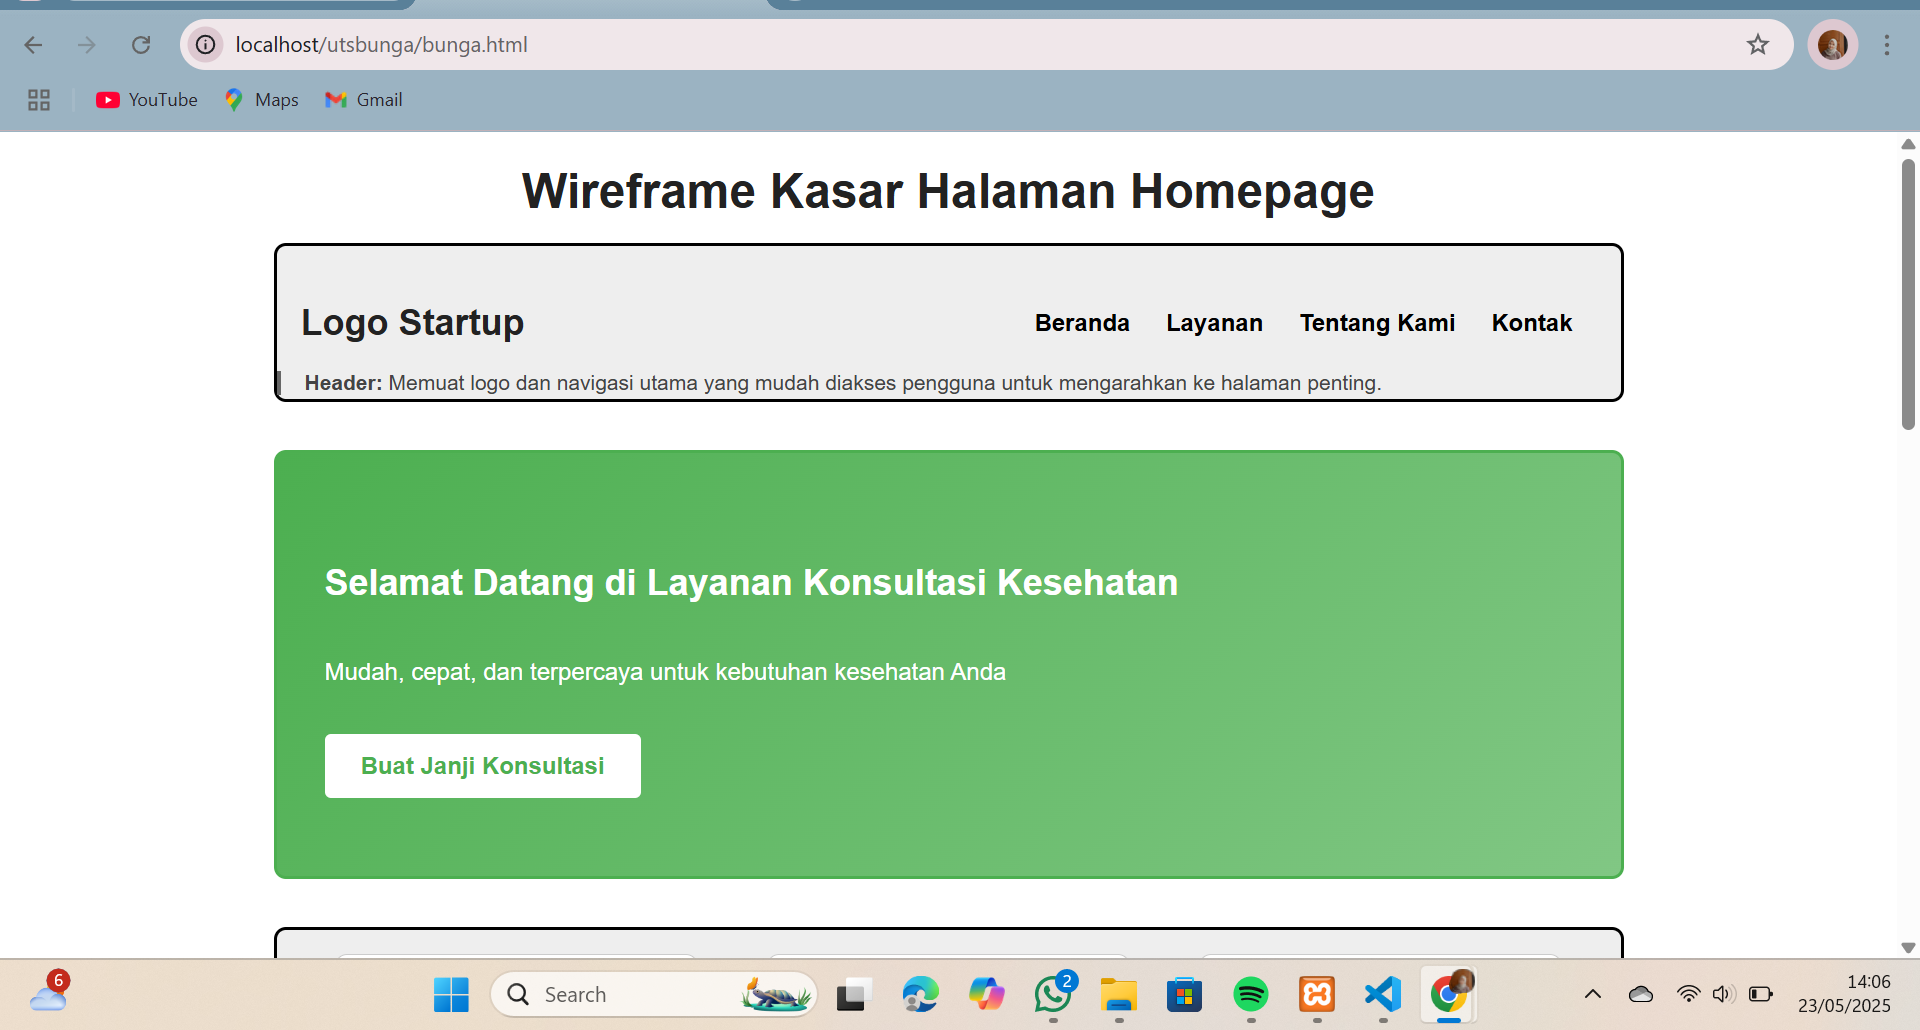 localhost/utsbunga/bunga.html
YouTube
Maps
Gmail
Wireframe Kasar Halaman Homepage
Logo Startup
Beranda
Layanan
Tentang Kami
Kontak
Header: Memuat logo dan navigasi utama yang mudah diakses pengguna untuk mengarahkan ke halaman penting.
Selamat Datang di Layanan Konsultasi Kesehatan
Mudah, cepat, dan terpercaya untuk kebutuhan kesehatan Anda
Buat Janji Konsultasi
6
Search
2
14:06
23/05/2025